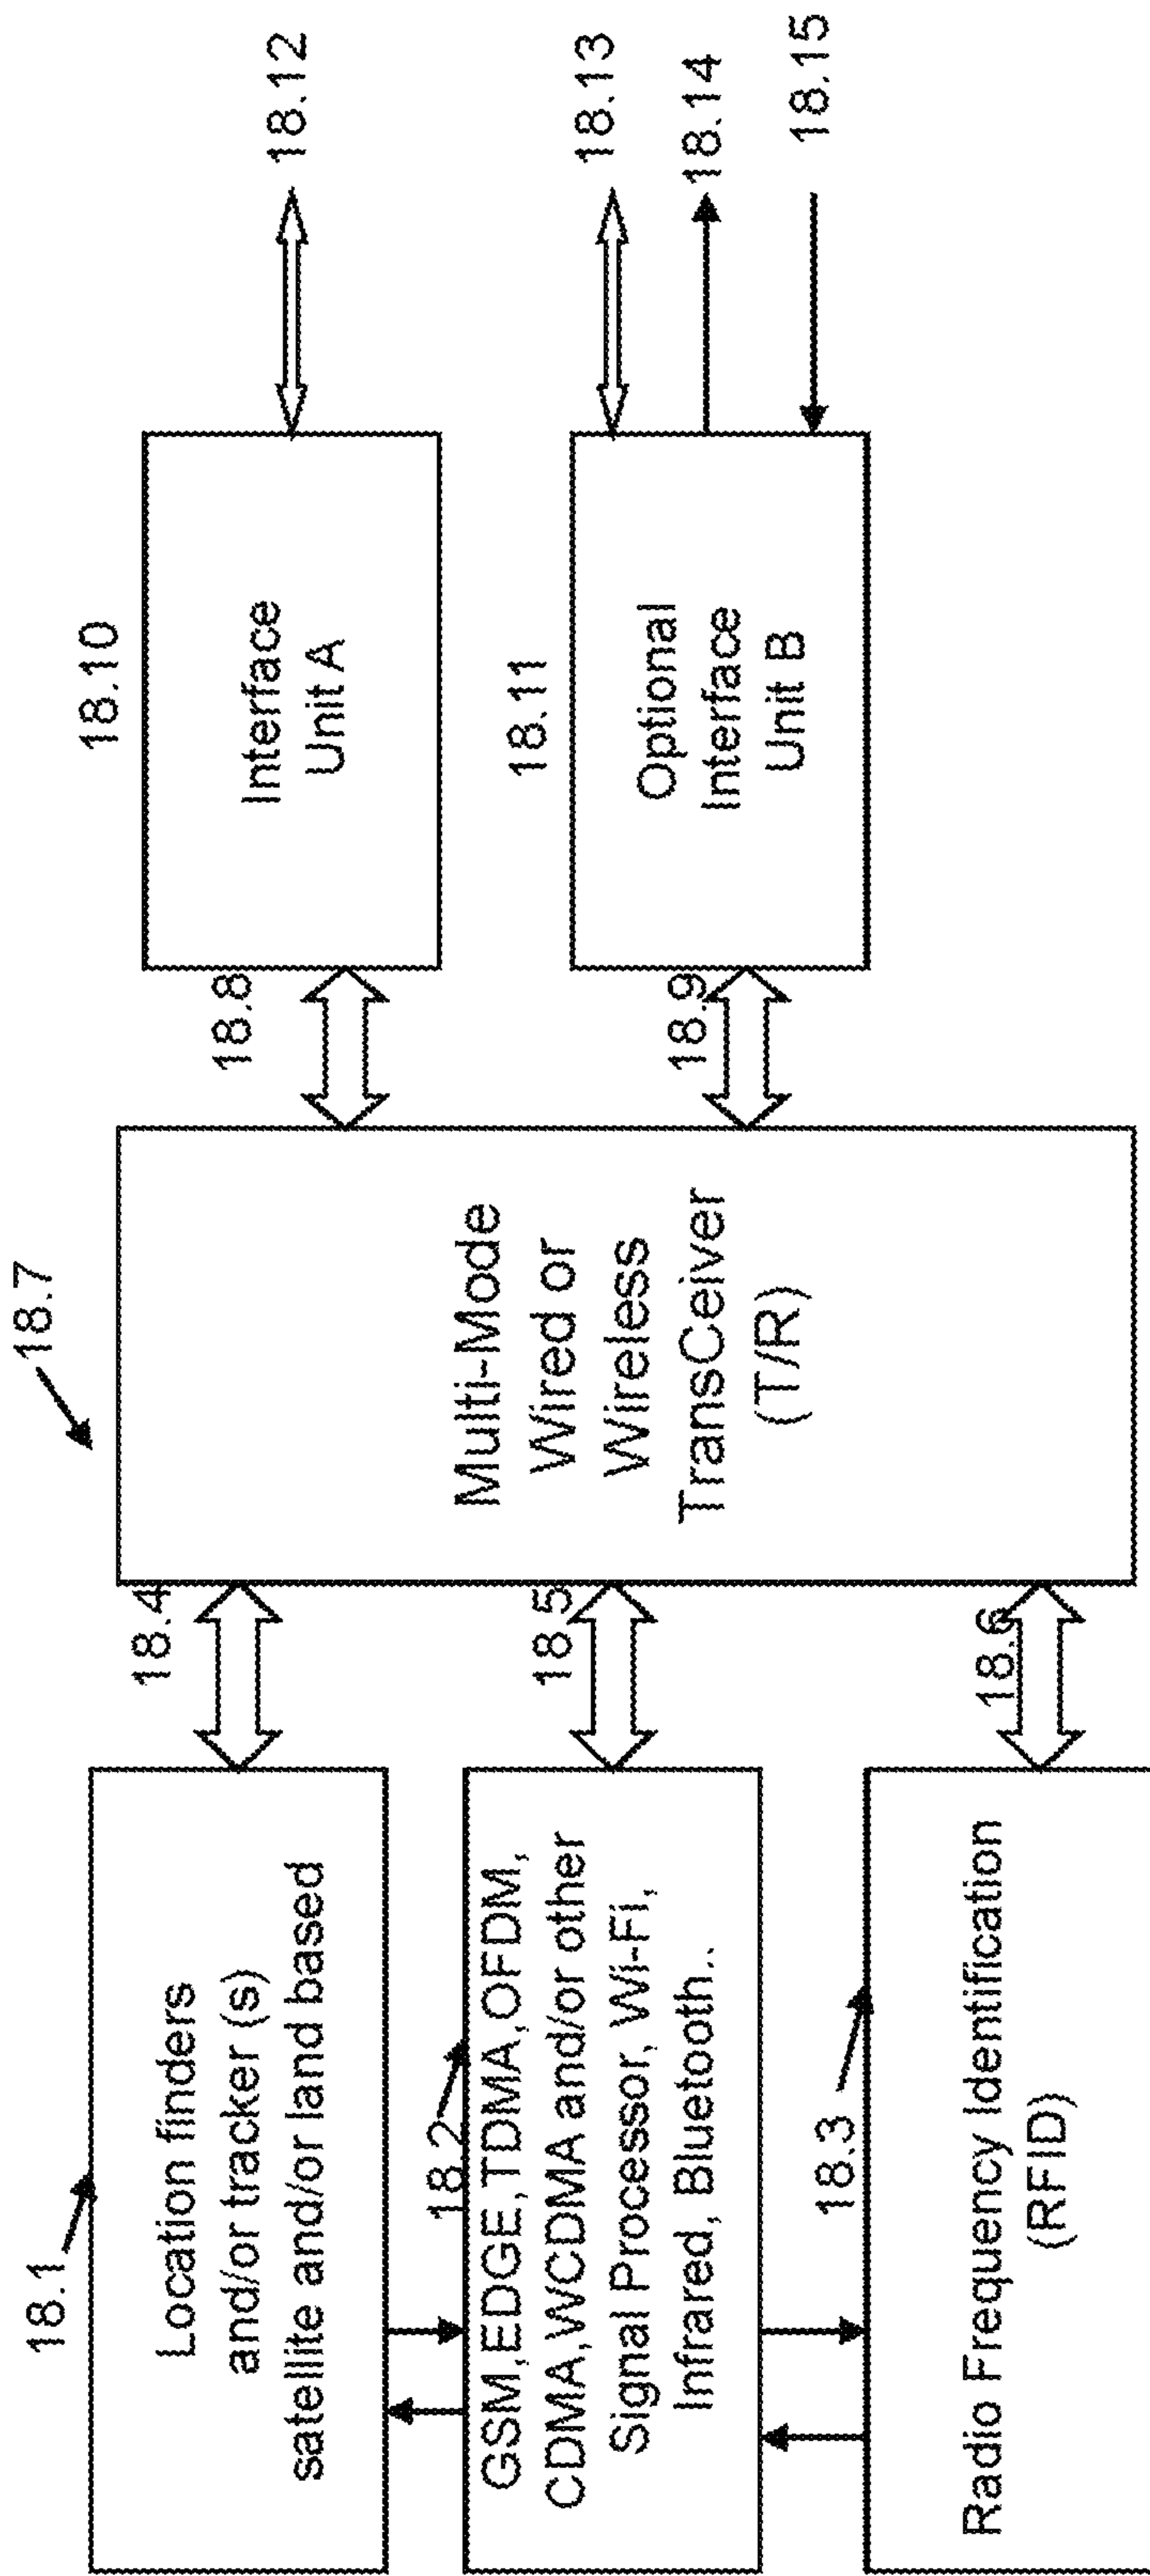 18.1
Location finders
and/or tracker (s)
satellite and/or land based
18.2
GSM,EDGE,TDMA,OFDM,
CDMA,WCDMA and/or other
Signal Processor, Wi-Fi,
Infrared, Bluetooth..
18.3
Radio Frequency Identification
(RFID)
18.4
18.5
18.6
18.7
Multi-Mode
Wired or
Wireless
TransCeiver
(T/R)
18.8
18.9
18.10
Interface
Unit A
18.11
Optional
Interface
Unit B
18.12
18.13
18.14
18.15